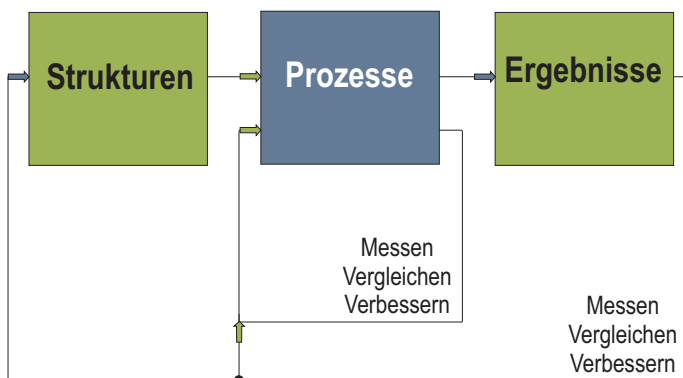 Strukturen
Prozesse
Ergebnisse
Messen
Vergleichen
Verbessern
Messen
Vergleichen
Verbessern